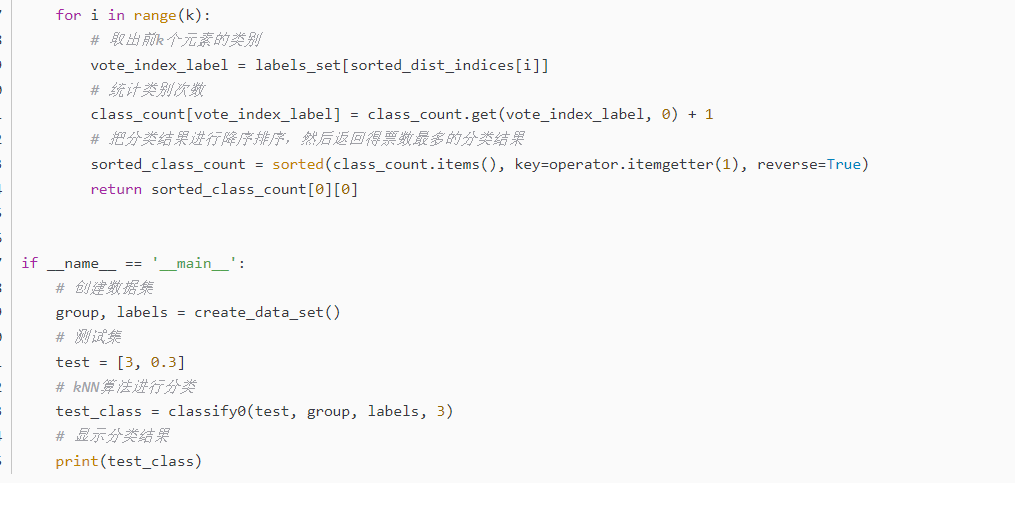 for i in range(k):
        # 取出前k个元素的类别
        vote_index_label = labels_set[sorted_dist_indices[i]]
        # 统计类别次数
        class_count[vote_index_label] = class_count.get(vote_index_label, 0) + 1
        # 把分类结果进行降序排序，然后返回得票数最多的分类结果
        sorted_class_count = sorted(class_count.items(), key=operator.itemgetter(1), reverse=True)
        return sorted_class_count[0][0]
if __name__ == '__main__':
    # 创建数据集
    group, labels = create_data_set()
    # 测试集
    test = [3, 0.3]
    # kNN算法进行分类
    test_class = classify0(test, group, labels, 3)
    # 显示分类结果
    print(test_class)